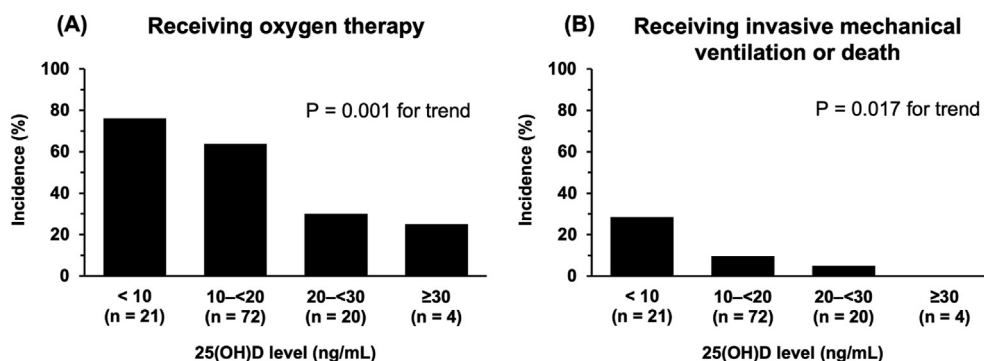 (A) Receiving oxygen therapy
P = 0.001 for trend
Incidence (%)
100
80
60
40
20
0
< 10 10–<20 20–<30 ≥30
(n = 21) (n = 72) (n = 20) (n = 4)
25(OH)D level (ng/mL)
(B) Receiving invasive mechanical
ventilation or death
P = 0.017 for trend
Incidence (%)
100
80
60
40
20
0
< 10 10–<20 20–<30 ≥30
(n = 21) (n = 72) (n = 20) (n = 4)
25(OH)D level (ng/mL)